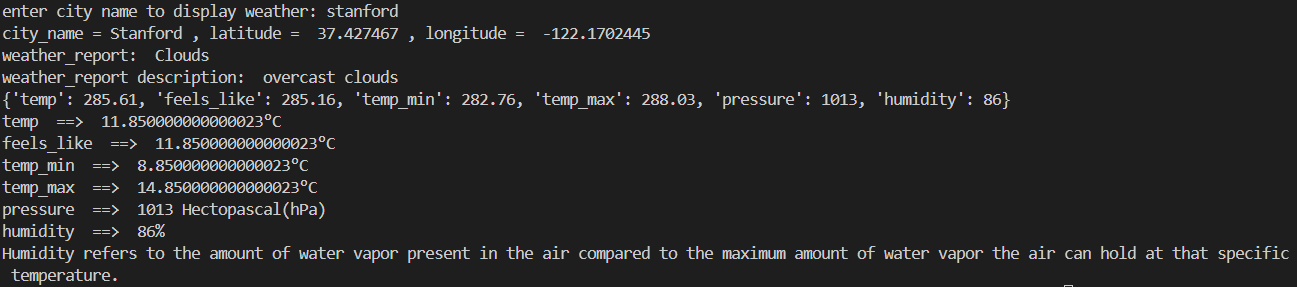 enter city name to display weather: stanford
city_name = Stanford , latitude =  37.427467 , longitude =  -122.1702445
weather_report:  Clouds
weather_report description:  overcast clouds
{'temp': 285.61, 'feels_like': 285.16, 'temp_min': 282.76, 'temp_max': 288.03, 'pressure': 1013, 'humidity': 86}
temp  ==>  11.850000000000023°C
feels_like  ==>  11.850000000000023°C
temp_min  ==>  8.850000000000023°C
temp_max  ==>  14.850000000000023°C
pressure  ==>  1013 Hectopascal(hPa)
humidity  ==>  86%
Humidity refers to the amount of water vapor present in the air compared to the maximum amount of water vapor the air can hold at that specific
 temperature.